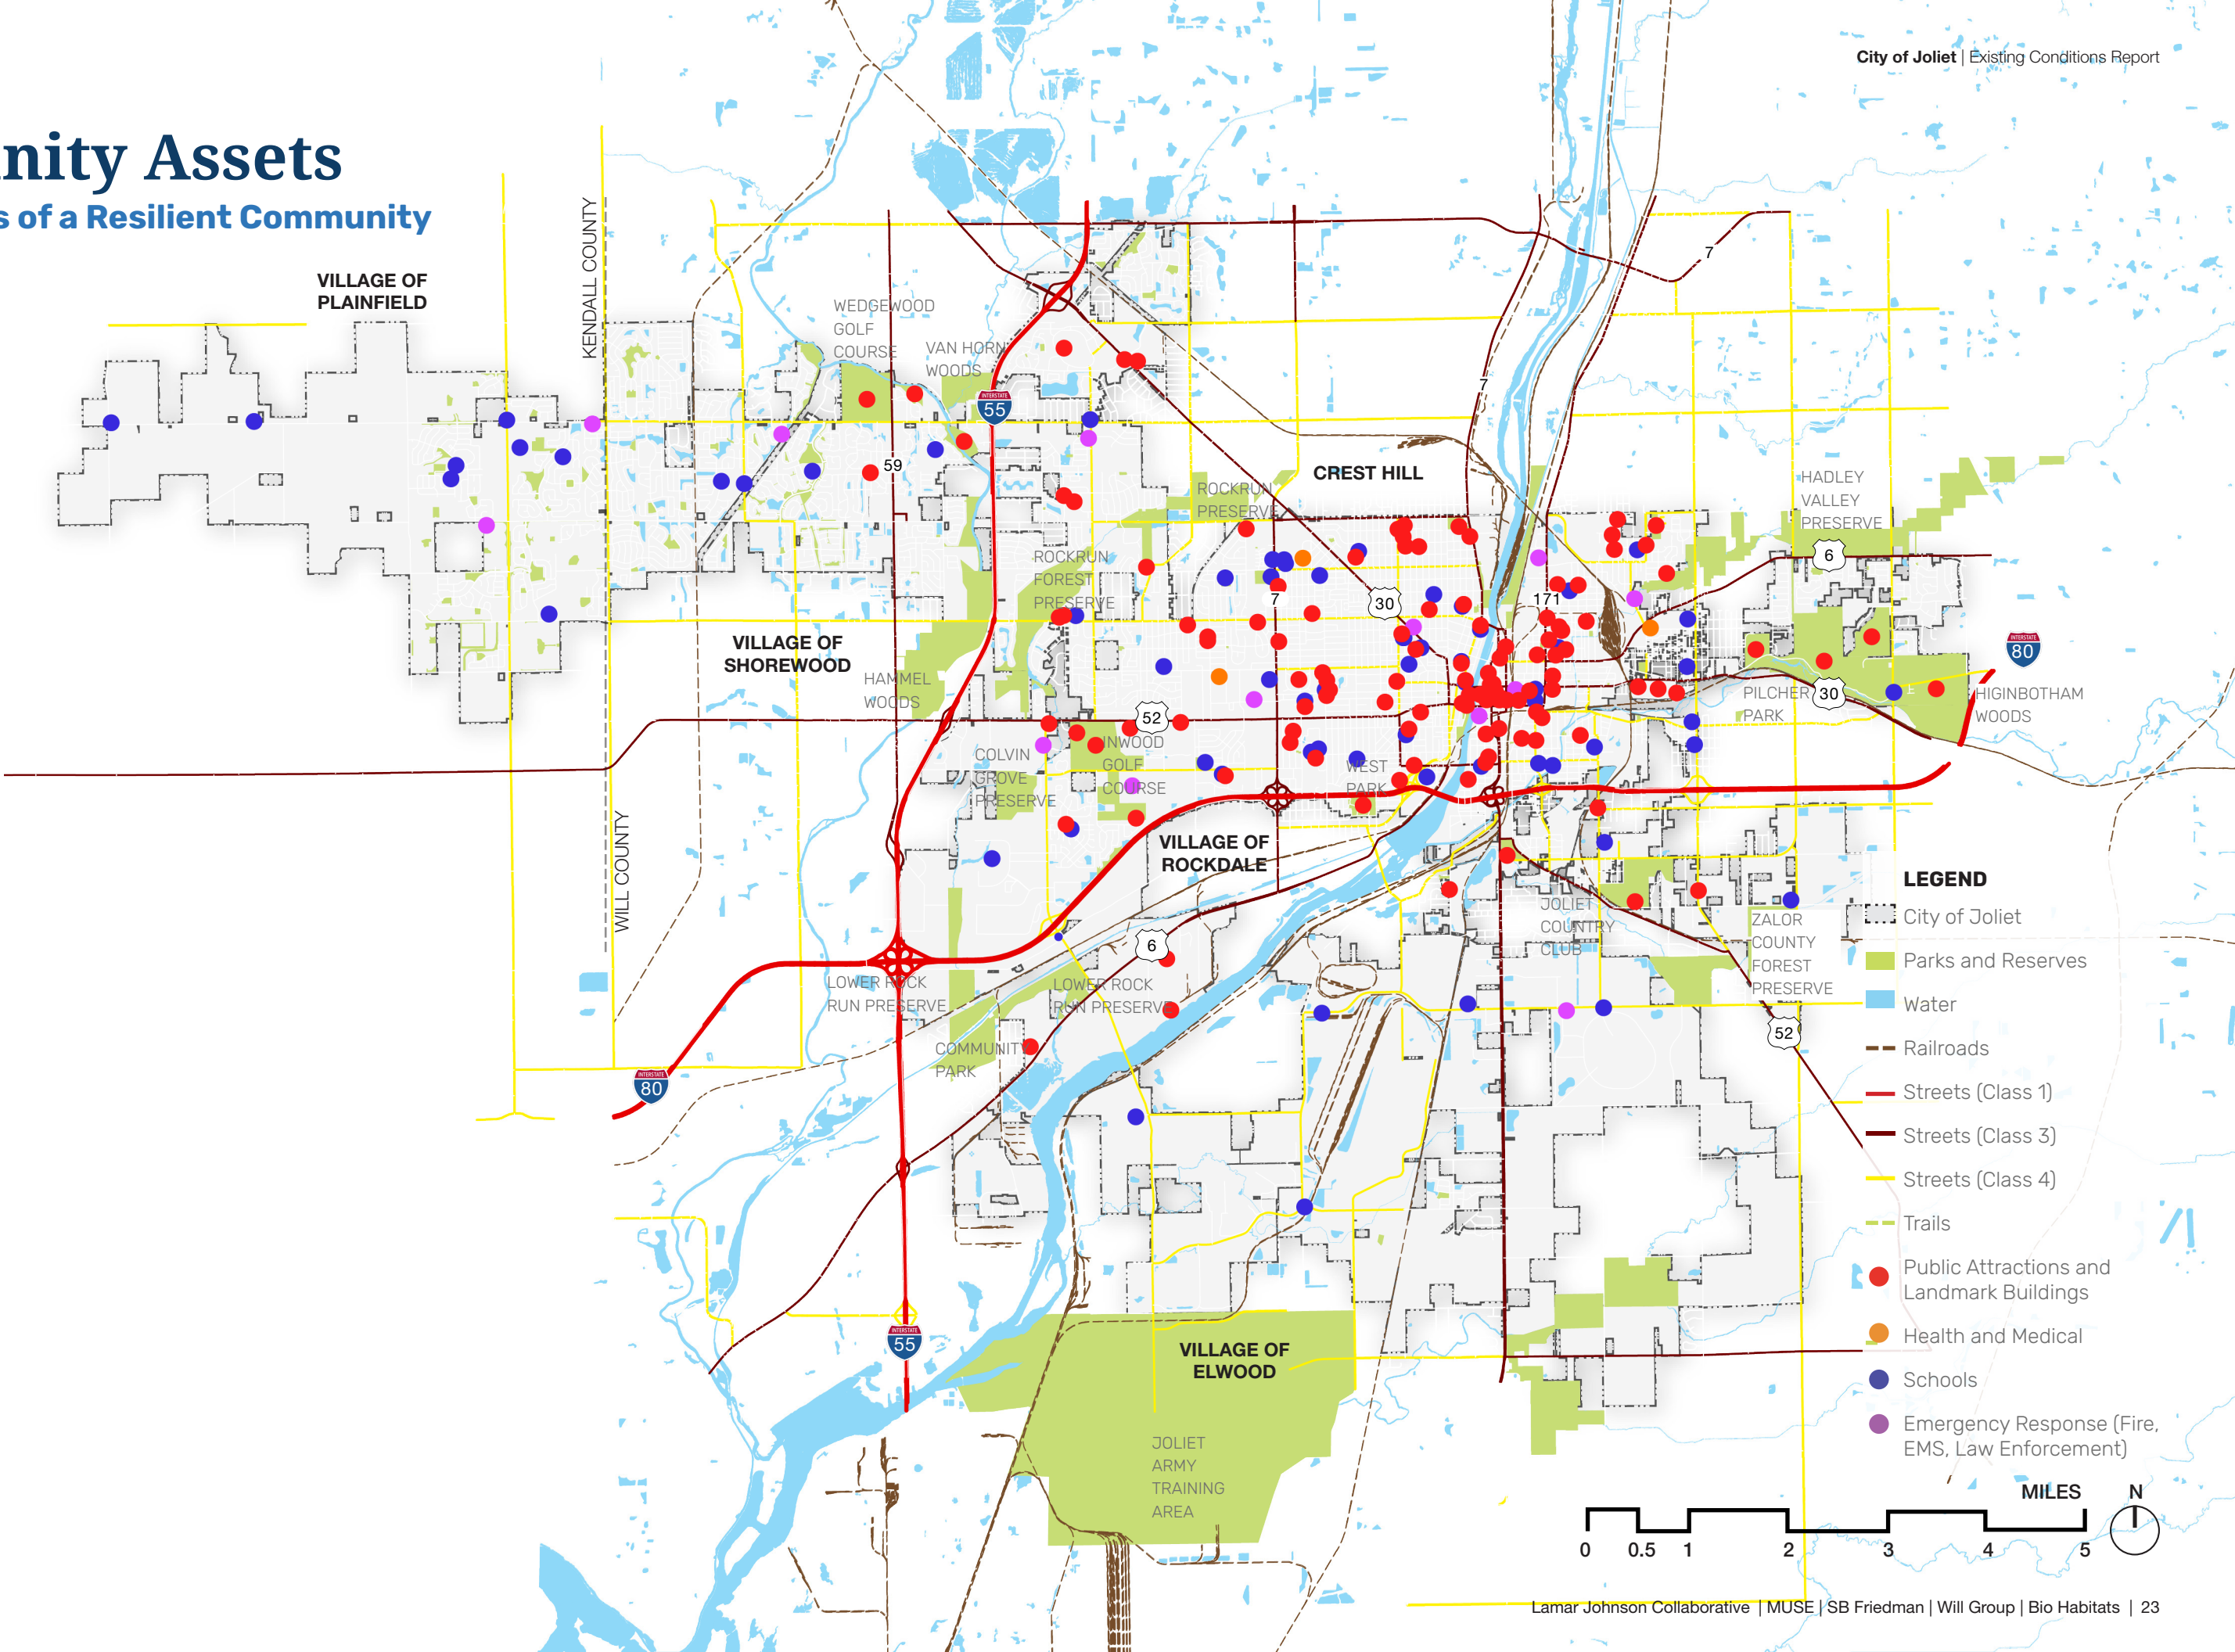 City of Joliet | Existing Conditions Report
nity Assets
s of a Resilient Community
VILLAGE OF
PLAINFIELD
KENDALL COUNTY
WILL COUNTY
WEDGEWOOD
GOLF
COURSE
VAN HORN
WOODS
INTERSTATE
55
59
7
7
CREST HILL
ROCKRUN
PRESERVE
HADLEY
VALLEY
PRESERVE
6
ROCKRUN
FOREST
PRESERVE
7
30
171
VILLAGE OF
SHOREWOOD
HAMMEL
WOODS
INTERSTATE
80
PILCHER
PARK
30
HIGINBOTHAM
WOODS
52
COLVIN
GROVE
PRESERVE
INWOOD
GOLF
COURSE
WEST
PARK
VILLAGE OF
ROCKDALE
JOLIET
COUNTRY
CLUB
ZALOR
COUNTY
FOREST
PRESERVE
6
LOWER ROCK
RUN PRESERVE
LOWER ROCK
RUN PRESERVE
COMMUNITY
PARK
52
INTERSTATE
80
INTERSTATE
55
VILLAGE OF
ELWOOD
JOLIET
ARMY
TRAINING
AREA
LEGEND
City of Joliet
Parks and Reserves
Water
Railroads
Streets (Class 1)
Streets (Class 3)
Streets (Class 4)
Trails
Public Attractions and
Landmark Buildings
Health and Medical
Schools
Emergency Response (Fire,
EMS, Law Enforcement)
MILES N
0 0.5 1 2 3 4 5
Lamar Johnson Collaborative | MUSE | SB Friedman | Will Group | Bio Habitats | 23